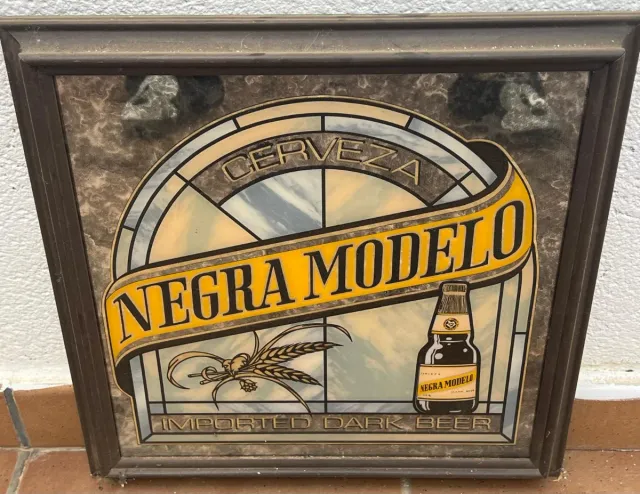 CERVEZA
NEGRA MODELO
NEGRA MODELO
IMPORTED DARK BEER